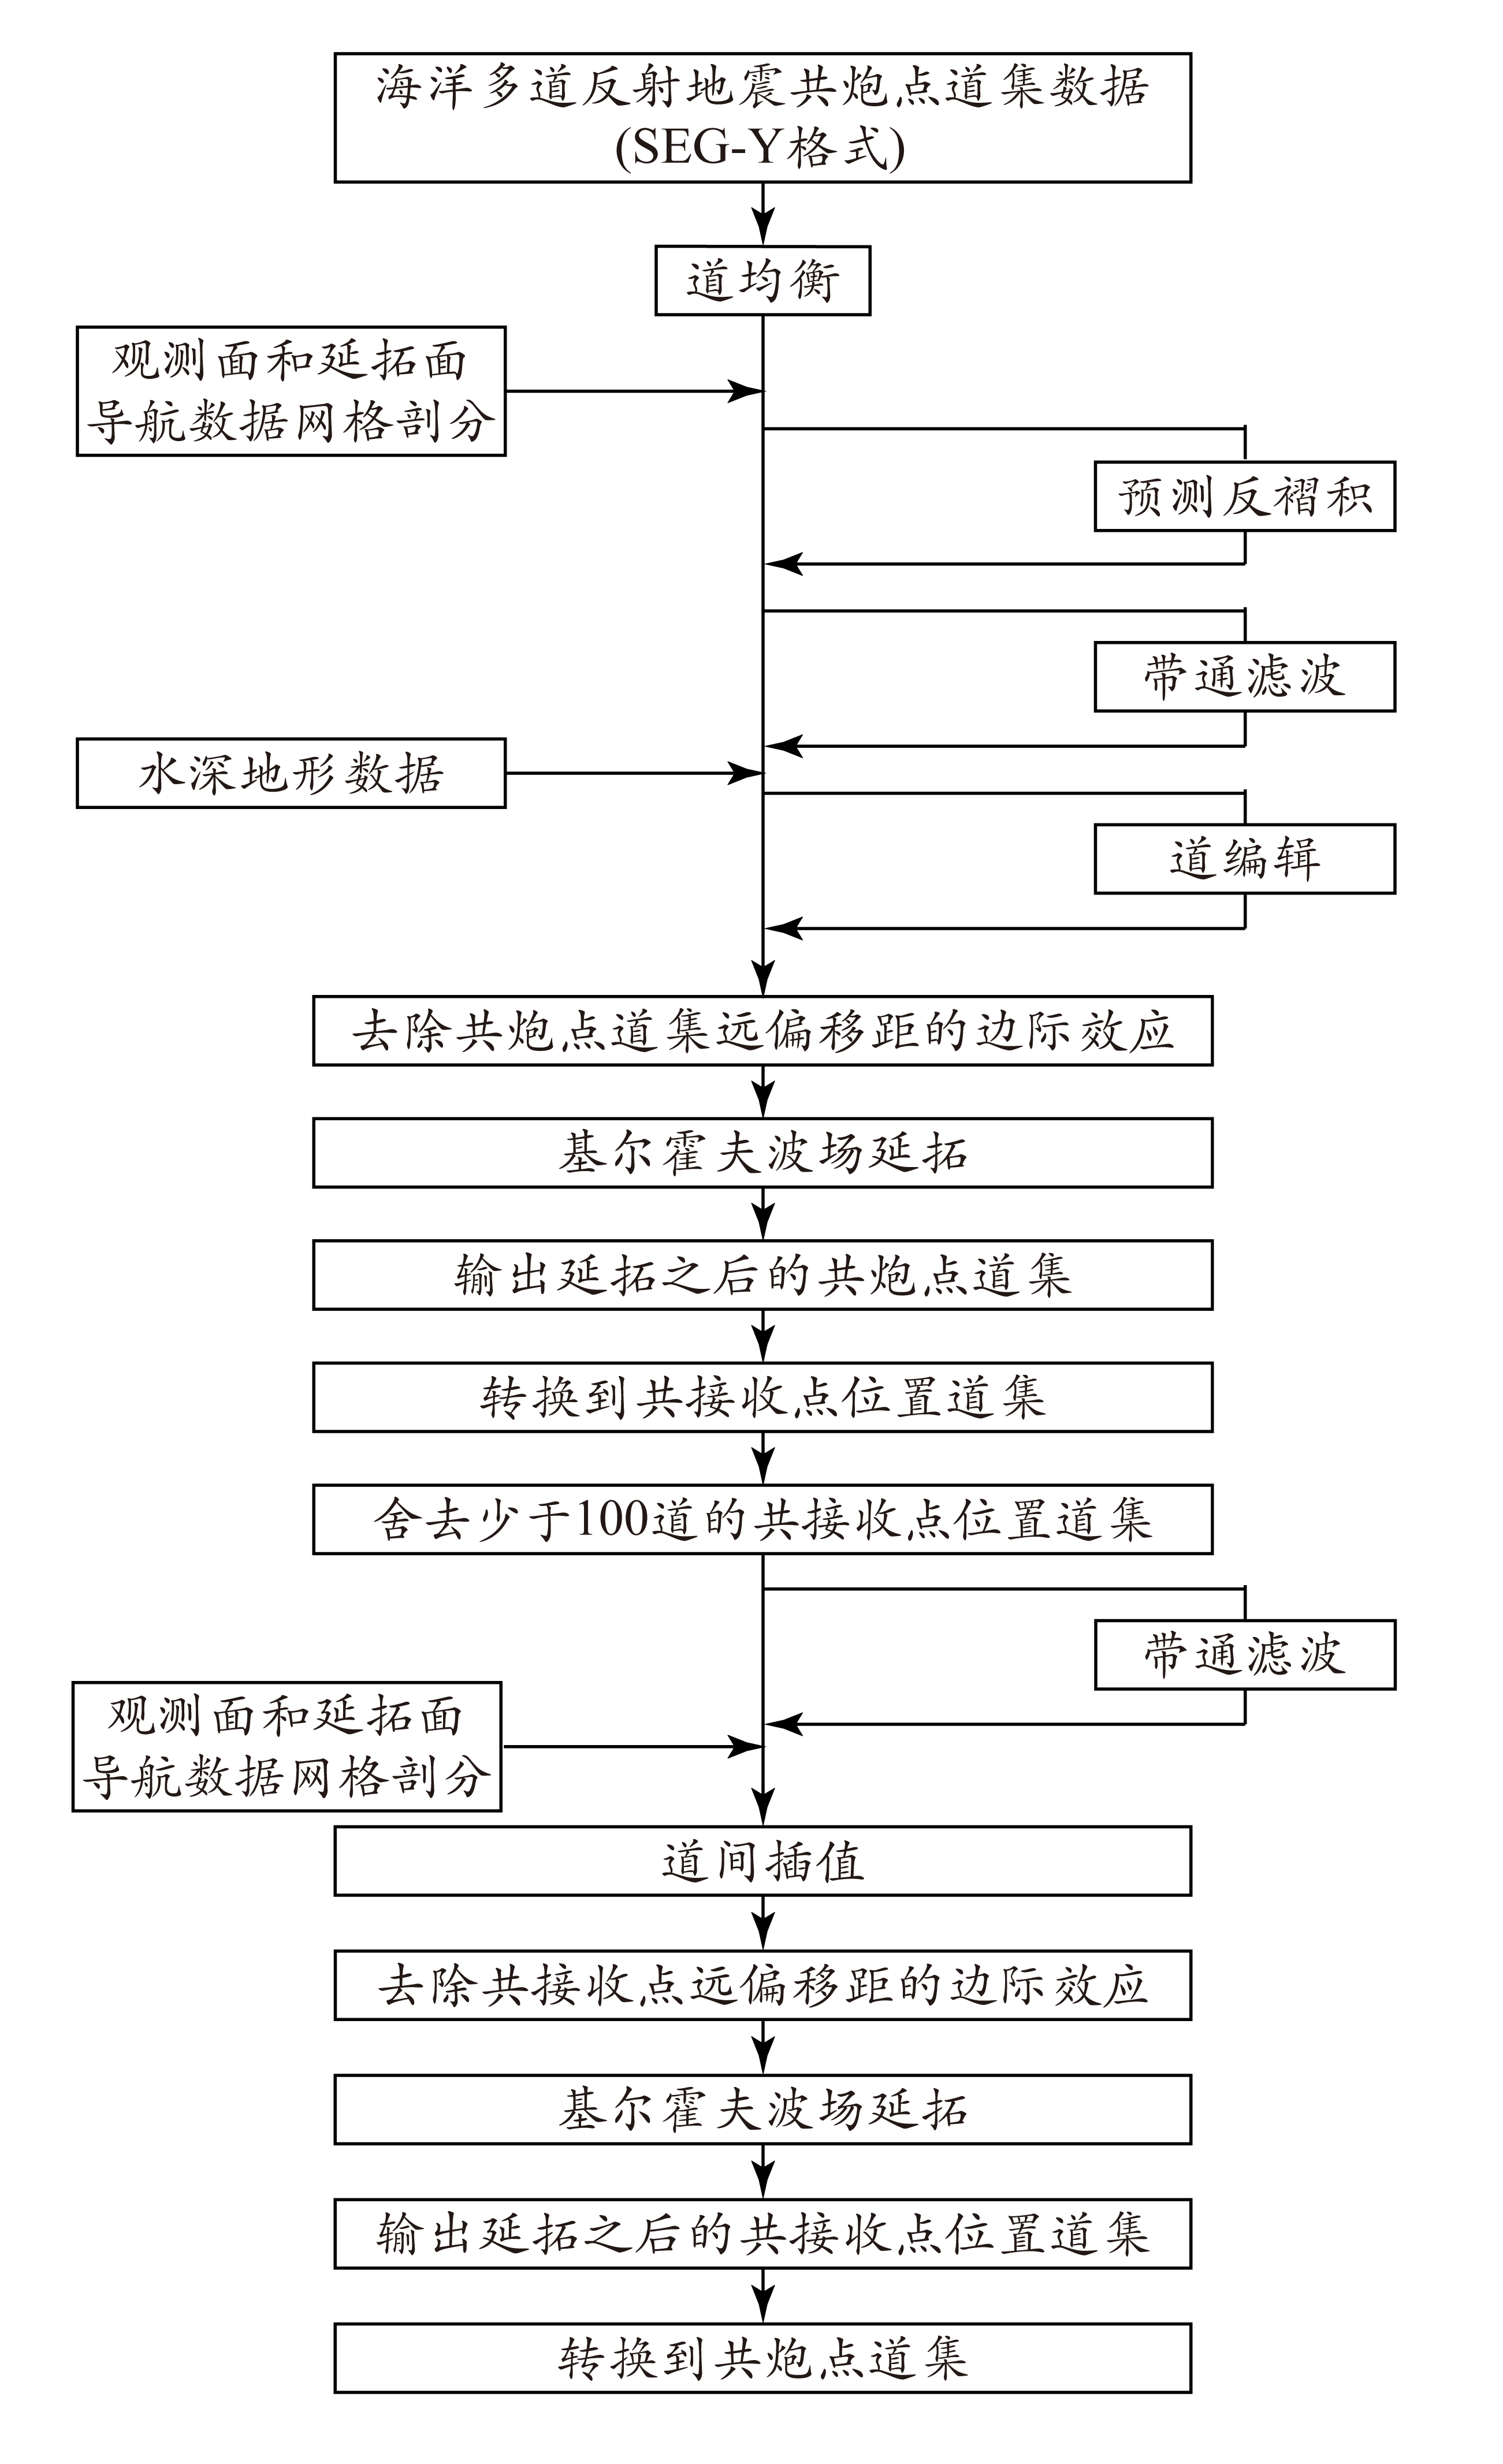 海洋多道反射地震共炮点道集数据
(SEG-Y格式)
道均衡
观测面和延拓面
导航数据网格剖分
预测反褶积
带通滤波
水深地形数据
道编辑
去除共炮点道集远偏移距的边际效应
基尔霍夫波场延拓
输出延拓之后的共炮点道集
转换到共接收点位置道集
舍去少于100道的共接收点位置道集
带通滤波
观测面和延拓面
导航数据网格剖分
道间插值
去除共接收点远偏移距的边际效应
基尔霍夫波场延拓
输出延拓之后的共接收点位置道集
转换到共炮点道集